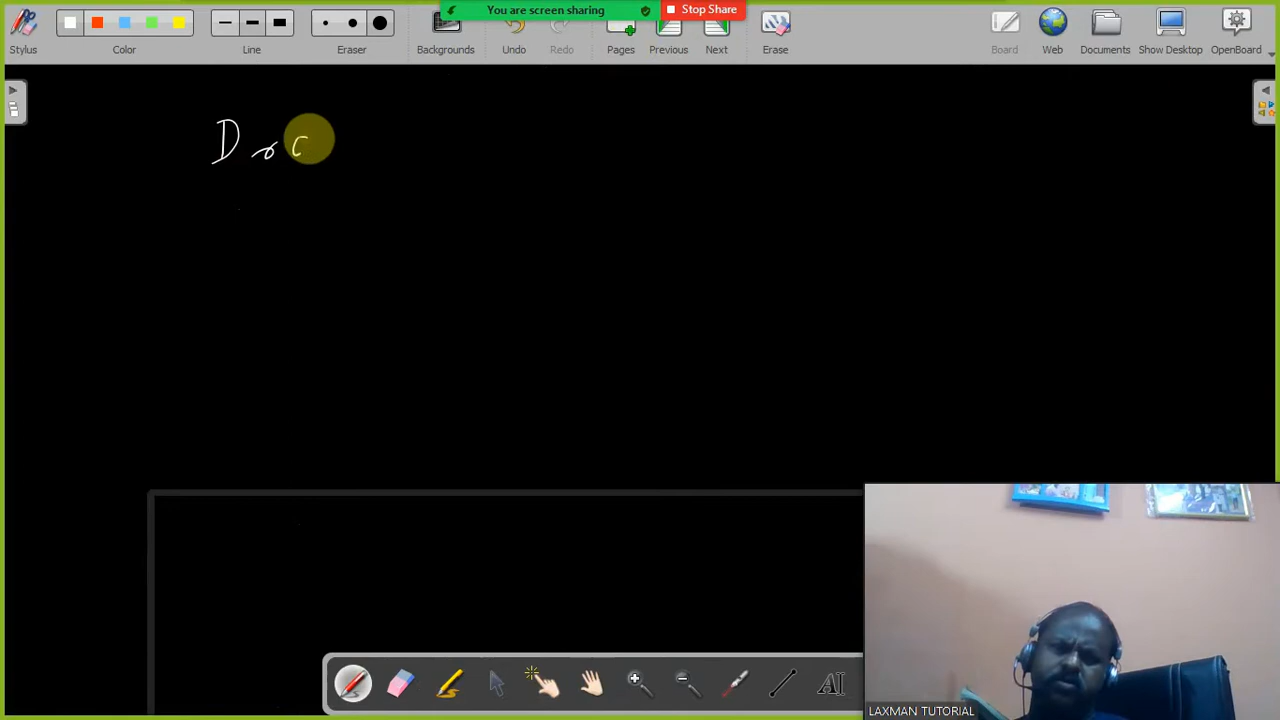 You are screen sharing Stop Share
Stylus Color Line Eraser Backgrounds Undo Redo Pages Previous Next Erase Board Web Documents Show Desktop OpenBoard
D r c
AI
LAXMAN TUTORIAL